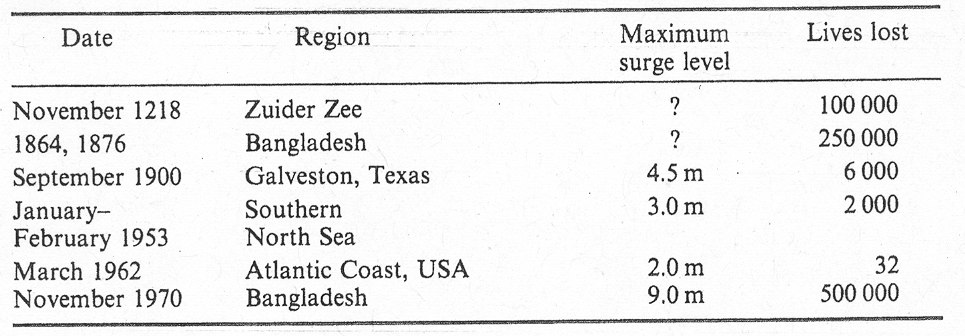 Date Region Maximum Lives lost
surge level
November 1218 Zuider Zee ? 100 000
1864, 1876 Bangladesh ? 250 000
September 1900 Galveston, Texas 4.5 m 6 000
January– Southern 3.0 m 2 000
February 1953 North Sea
March 1962 Atlantic Coast, USA 2.0 m 32
November 1970 Bangladesh 9.0 m 500 000